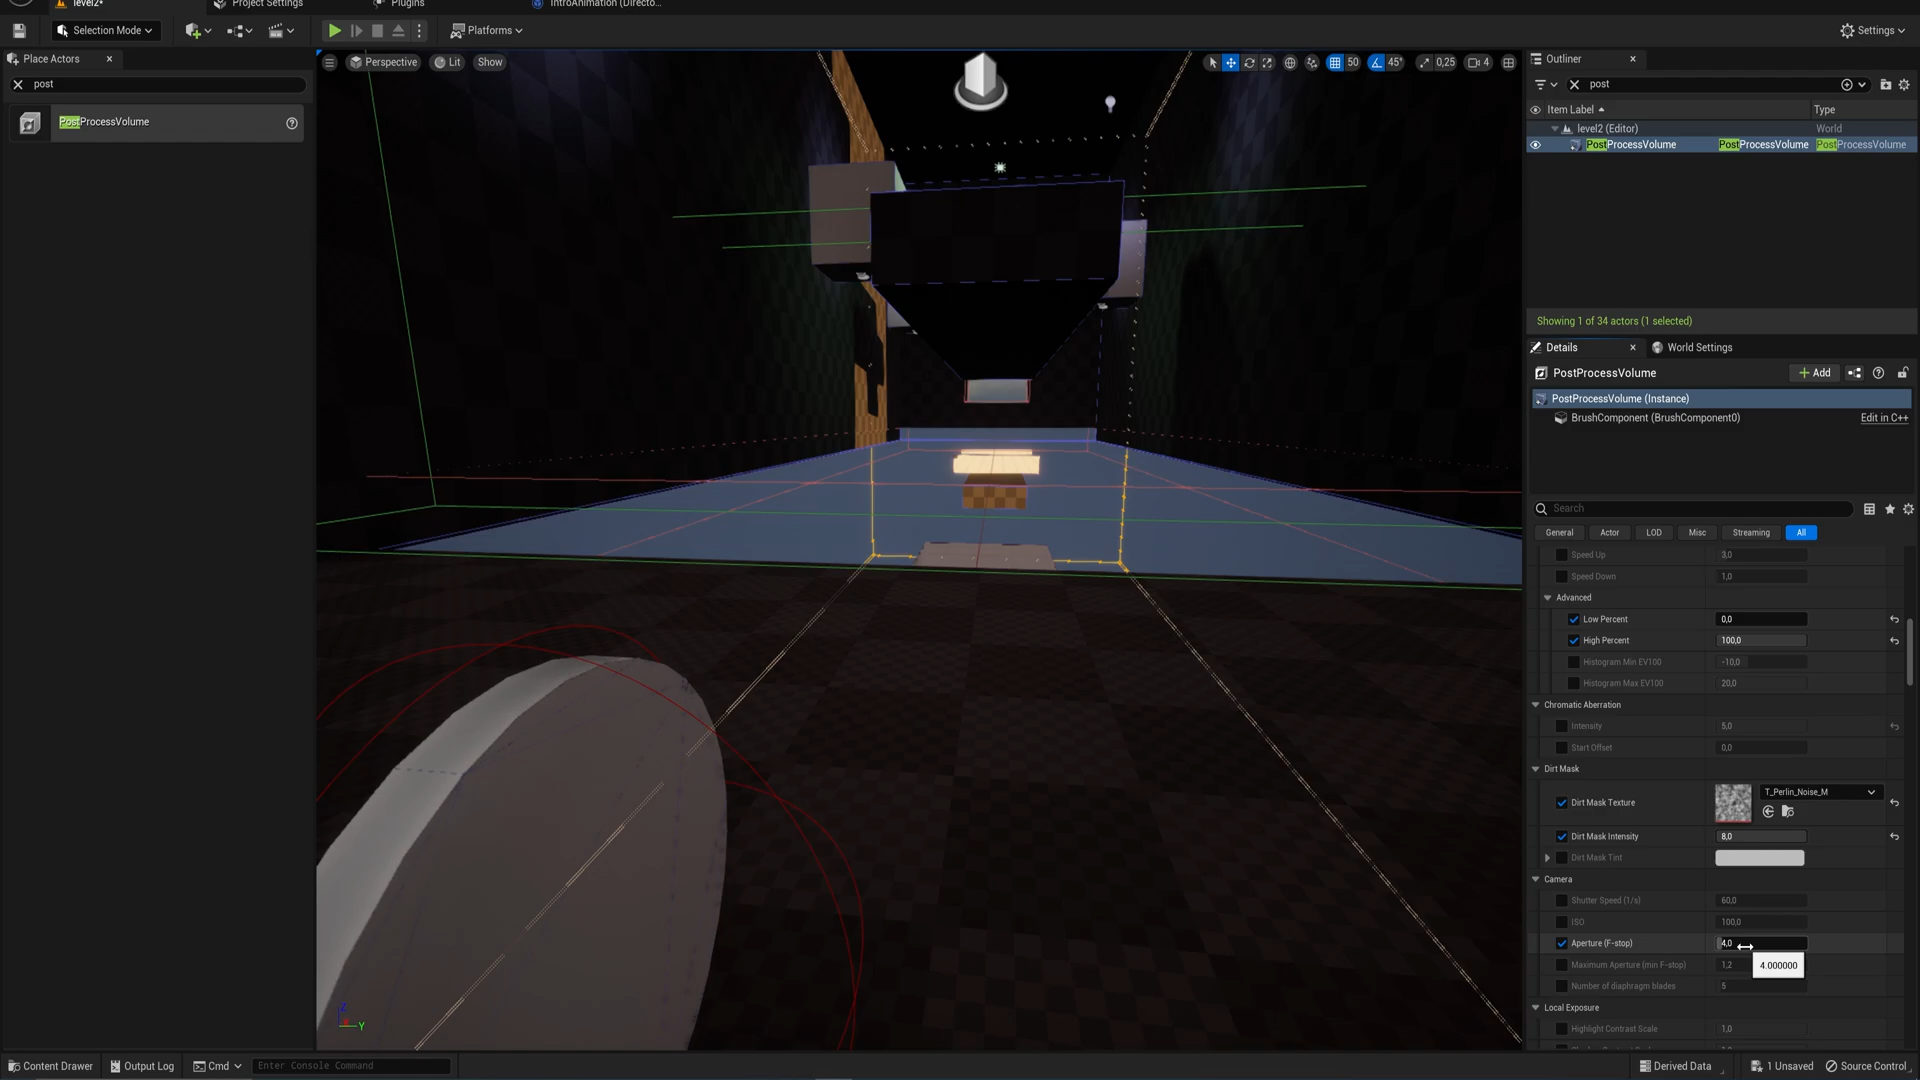 level2*
Project Settings
Plugins
IntroAnimation (Directo...
Selection Mode
Platforms
Settings
Place Actors
post
PostProcessVolume
Perspective
Lit
Show
50
45°
0,25
4
Outliner
post
Item Label
Type
level2 (Editor)
World
PostProcessVolume
PostProcessVolume
PostProcessVolume
Showing 1 of 34 actors (1 selected)
Details
World Settings
PostProcessVolume
Add
PostProcessVolume (Instance)
BrushComponent (BrushComponent0)
Edit in C++
Search
General
Actor
LOD
Misc
Streaming
All
Speed Up
3,0
Speed Down
1,0
Advanced
Low Percent
0,0
High Percent
100,0
Histogram Min EV100
-10,0
Histogram Max EV100
20,0
Chromatic Aberration
Intensity
5,0
Start Offset
0,0
Dirt Mask
Dirt Mask Texture
T_Perlin_Noise_M
Dirt Mask Intensity
8,0
Dirt Mask Tint
Camera
Shutter Speed (1/s)
60,0
ISO
100,0
Aperture (F-stop)
4,0
Maximum Aperture (min F-stop)
1,2
4.000000
Number of diaphragm blades
5
Local Exposure
Highlight Contrast Scale
1,0
Z
Y
Content Drawer
Output Log
Cmd
Enter Console Command
Derived Data
1 Unsaved
Source Control